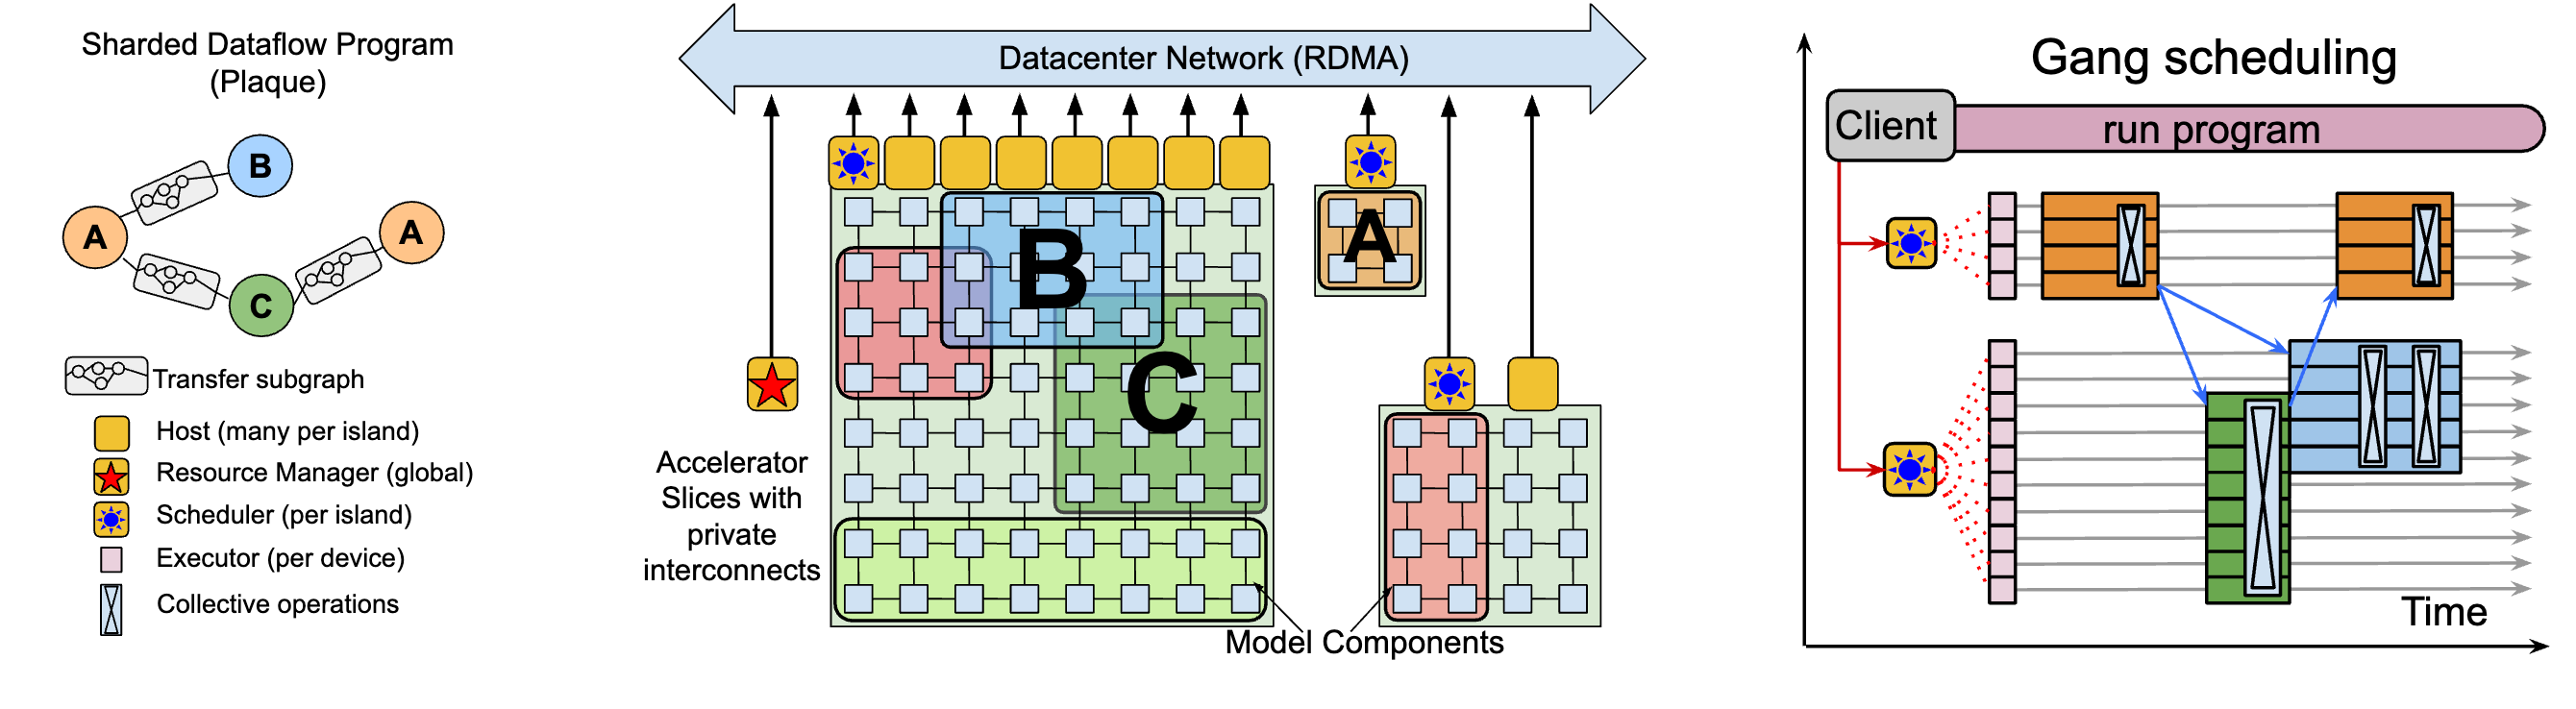 Sharded Dataflow Program
(Plaque)
B
A
A
C
Transfer subgraph
Host (many per island)
Resource Manager (global)
Scheduler (per island)
Executor (per device)
Collective operations
Datacenter Network (RDMA)
B
A
C
Accelerator
Slices with
private
interconnects
Model Components
Gang scheduling
Client
run program
Time